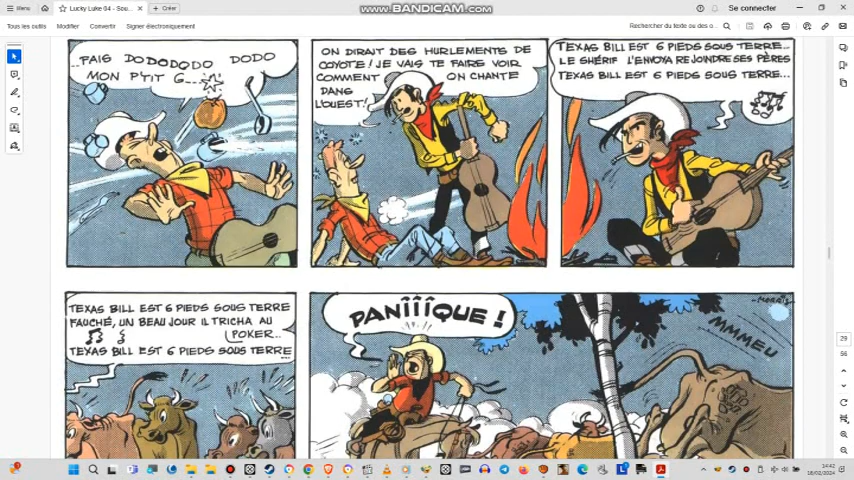 www.BANDICAM.com
Menu
Lucky Luke 04 - Sou...
Créer
Se connecter
Tous les outils
Modifier
Convertir
Signer électroniquement
Rechercher du texte ou des o...
..FAIS DODODODO DODO
MON P'TIT G...
ON DIRAIT DES HURLEMENTS DE
COYOTE! JE VAIS TE FAIRE VOIR
COMMENT ON CHANTE
DANS
L'OUEST!
TEXAS BILL EST 6 PIEDS SOUS TERRE...
LE SHÉRIF L'ENVOYA REJOINDRE SES PÈRES
TEXAS BILL EST 6 PIEDS SOUS TERRE...
TEXAS BILL EST 6 PIEDS SOUS TERRE
FAUCHÉ, UN BEAU JOUR IL TRICHA AU
POKER..
TEXAS BILL EST 6 PIEDS SOUS TERRE
PANÎÎÎQUE !
MORRIS
MMMEU
29
56
14:42
18/02/2024